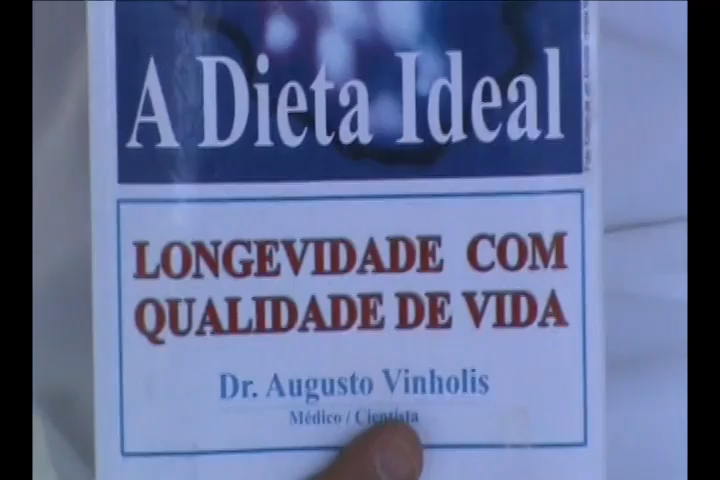 A Dieta Ideal
LONGEVIDADE COM
QUALIDADE DE VIDA
Dr. Augusto Vinholis
Médico / Cientista